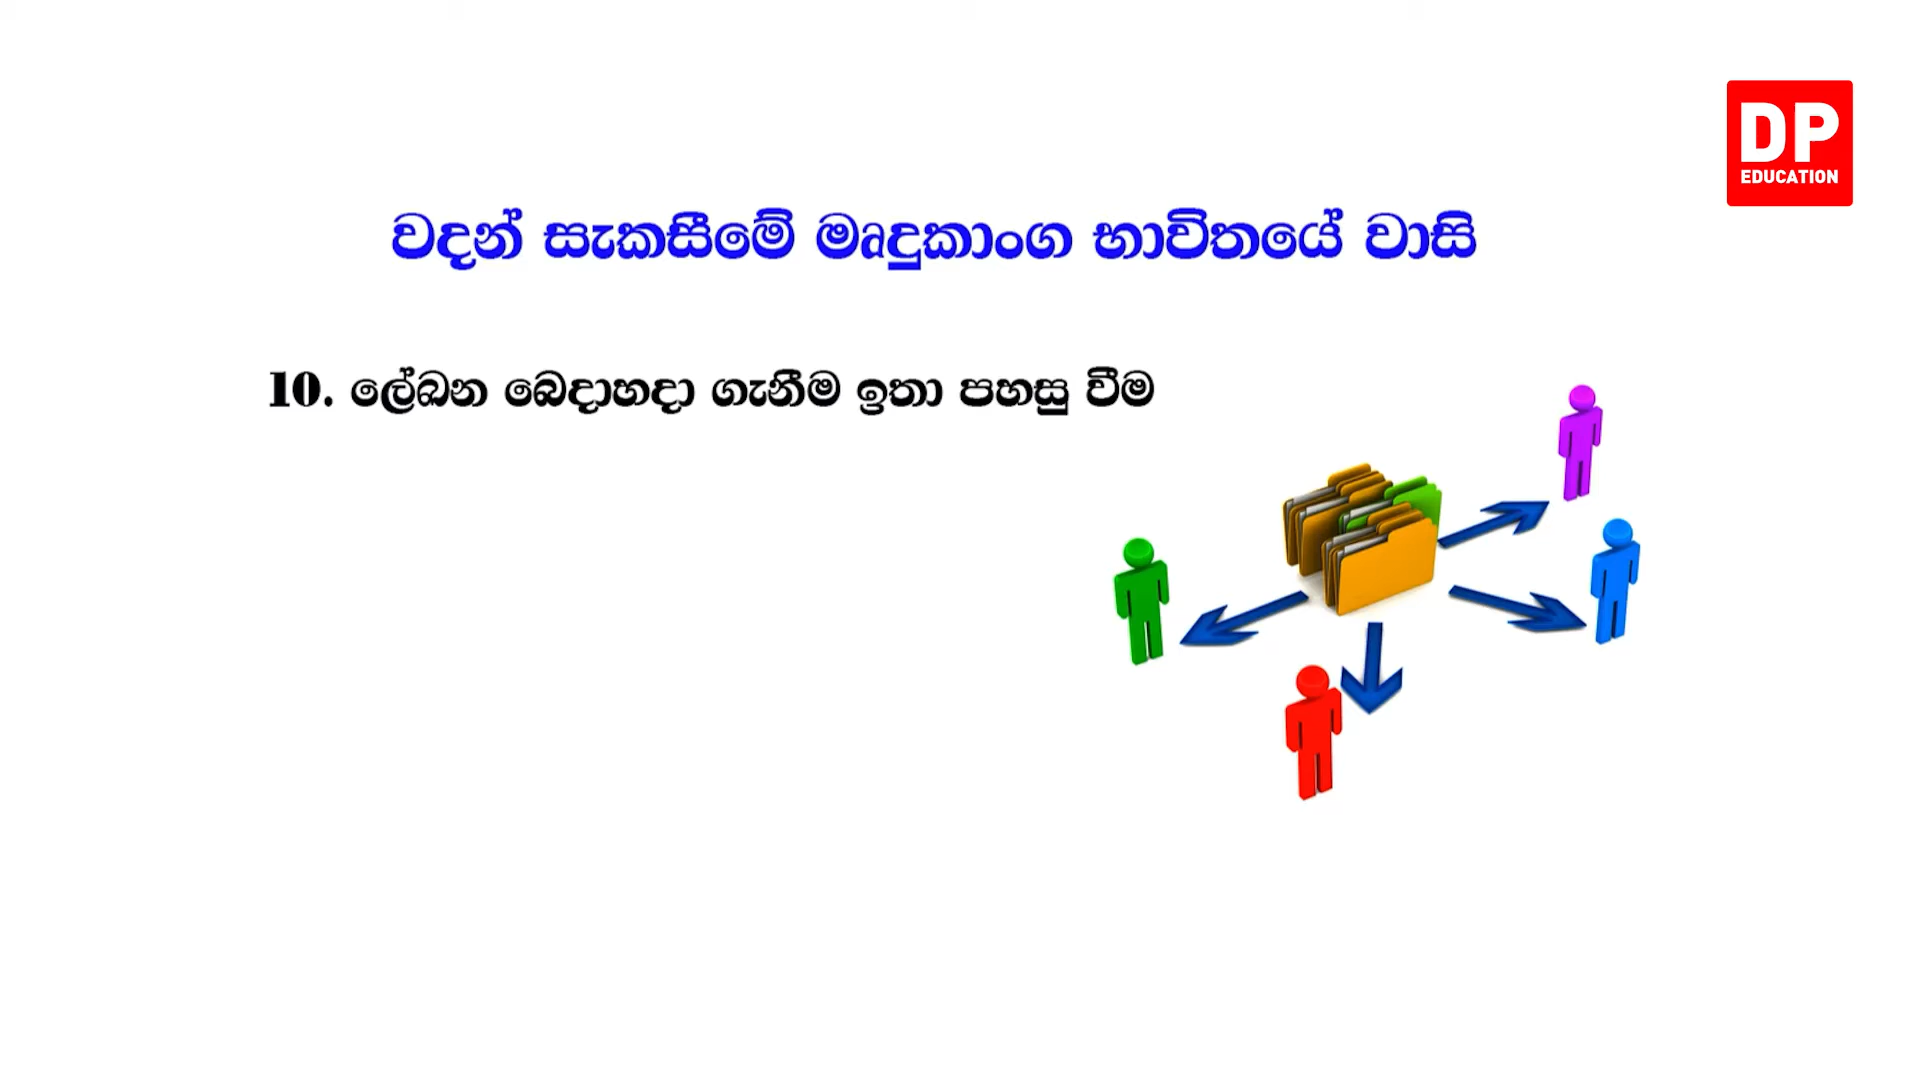 DP
EDUCATION
වදන් සැකසීමේ මෘදුකාංග භාවිතයේ වාසි
10. ලේඛන බෙදාහදා ගැනීම ඉතා පහසු වීම